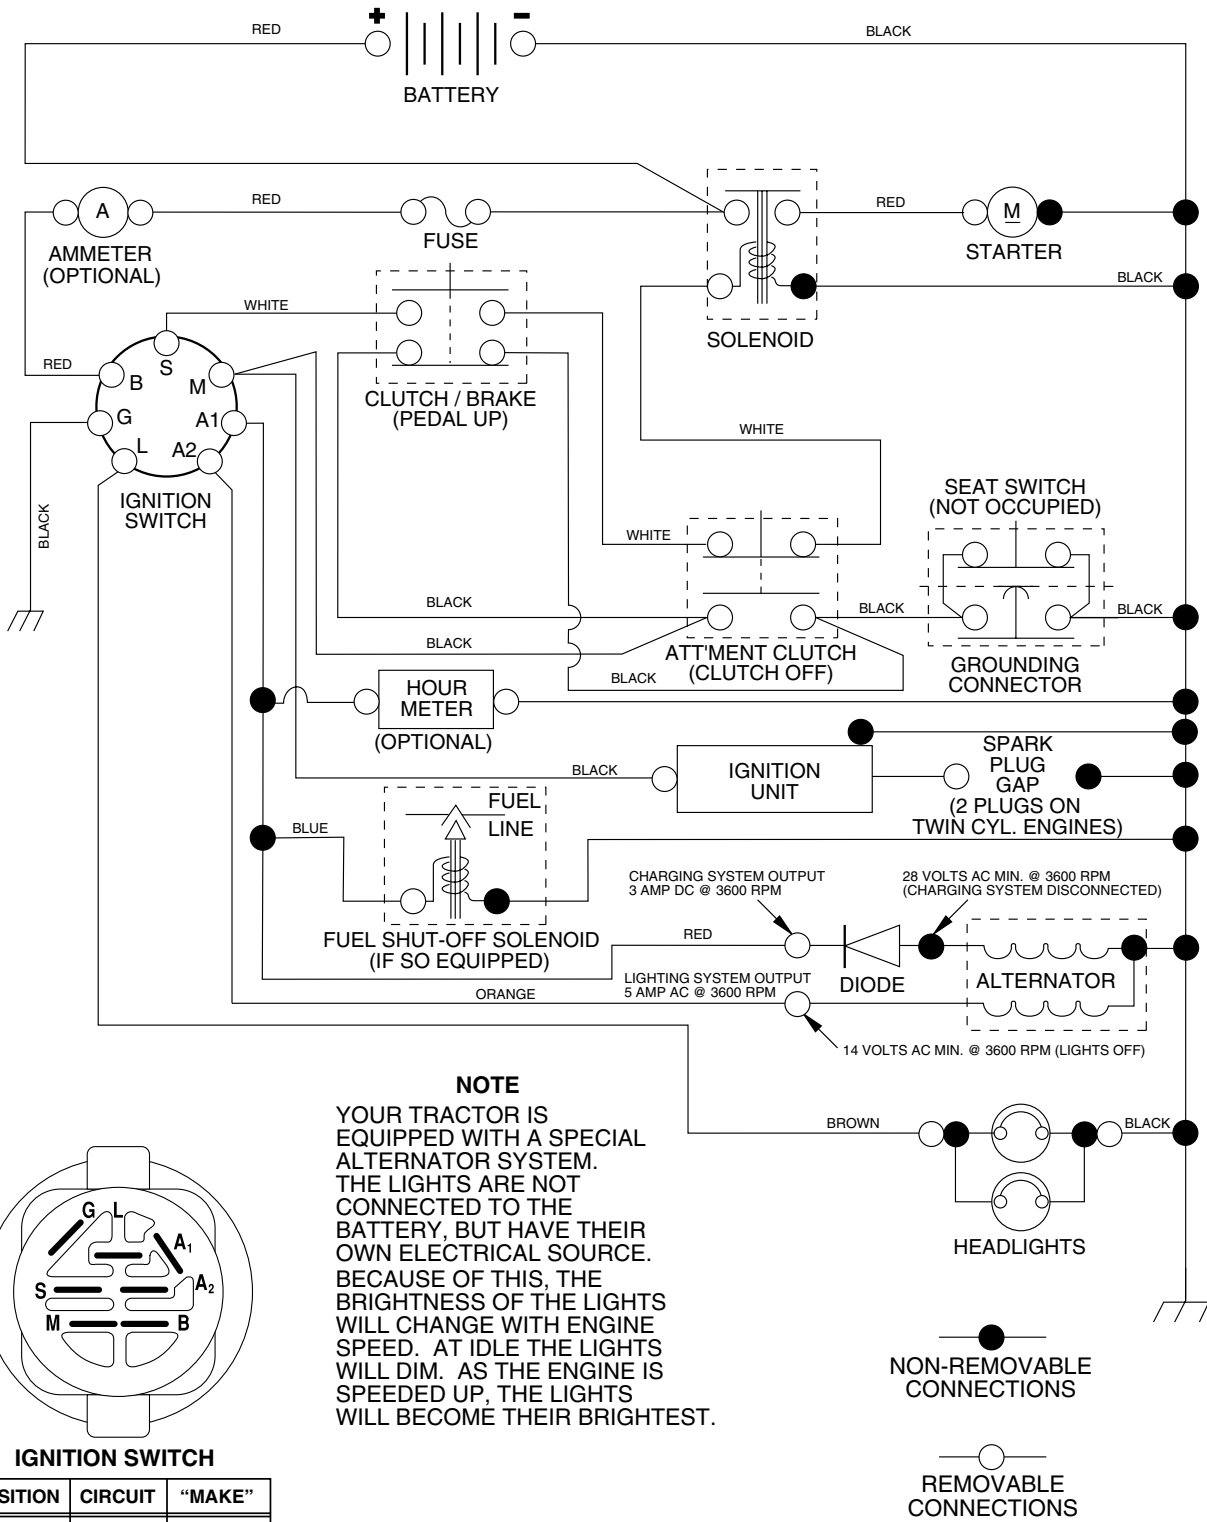 + −
RED
BLACK
BATTERY
A
RED
RED
M
AMMETER
(OPTIONAL)
FUSE
STARTER
BLACK
WHITE
SOLENOID
RED
S
B
M
G
A1
L
A2
CLUTCH / BRAKE
(PEDAL UP)
WHITE
IGNITION
SWITCH
BLACK
SEAT SWITCH
(NOT OCCUPIED)
WHITE
BLACK
BLACK
BLACK
BLACK
ATT'MENT CLUTCH
(CLUTCH OFF)
BLACK
GROUNDING
CONNECTOR
HOUR
METER
(OPTIONAL)
BLACK
IGNITION
UNIT
SPARK
PLUG
GAP
(2 PLUGS ON
TWIN CYL. ENGINES)
FUEL
LINE
BLUE
CHARGING SYSTEM OUTPUT
3 AMP DC @ 3600 RPM
28 VOLTS AC MIN. @ 3600 RPM
(CHARGING SYSTEM DISCONNECTED)
FUEL SHUT-OFF SOLENOID
(IF SO EQUIPPED)
RED
DIODE
ALTERNATOR
LIGHTING SYSTEM OUTPUT
5 AMP AC @ 3600 RPM
ORANGE
14 VOLTS AC MIN. @ 3600 RPM (LIGHTS OFF)
NOTE
YOUR TRACTOR IS
EQUIPPED WITH A SPECIAL
ALTERNATOR SYSTEM.
THE LIGHTS ARE NOT
CONNECTED TO THE
BATTERY, BUT HAVE THEIR
OWN ELECTRICAL SOURCE.
BECAUSE OF THIS, THE
BRIGHTNESS OF THE LIGHTS
WILL CHANGE WITH ENGINE
SPEED. AT IDLE THE LIGHTS
WILL DIM. AS THE ENGINE IS
SPEEDED UP, THE LIGHTS
WILL BECOME THEIR BRIGHTEST.
BROWN
BLACK
HEADLIGHTS
G L
A1
S
A2
M
B
IGNITION SWITCH
SITION CIRCUIT “MAKE”
NON-REMOVABLE
CONNECTIONS
REMOVABLE
CONNECTIONS